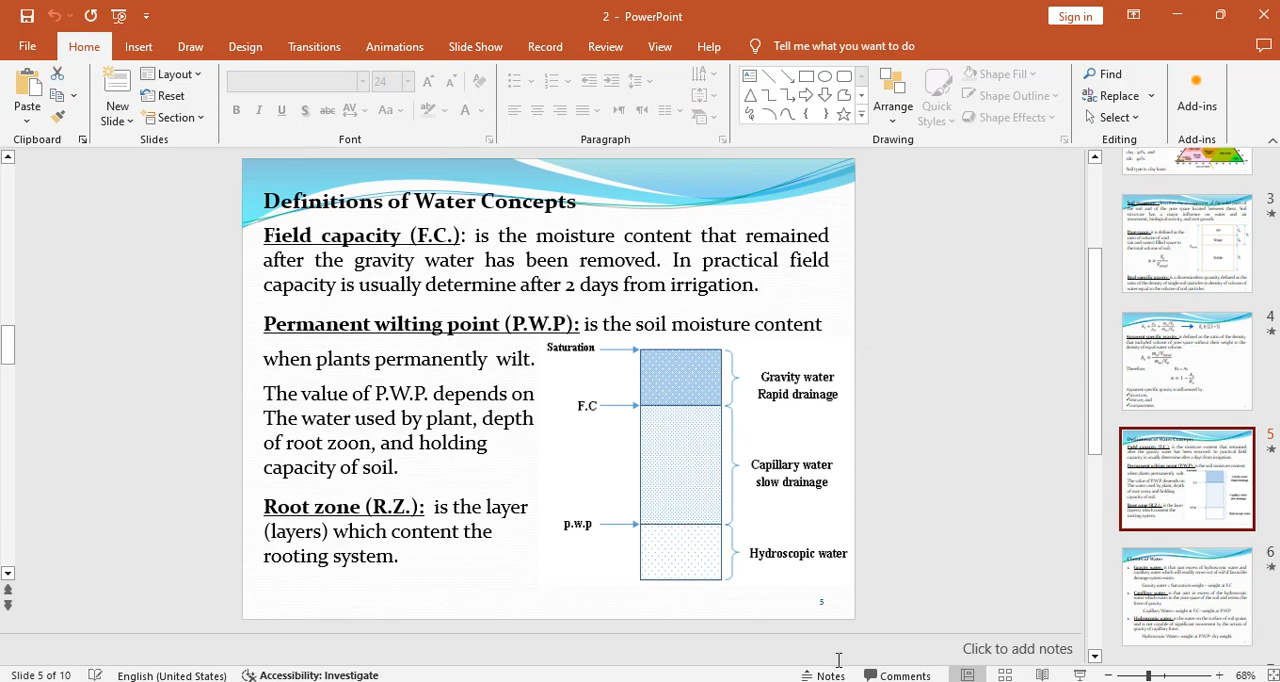 2 - PowerPoint
Sign in
File Home Insert Draw Design Transitions Animations Slide Show Record Review View Help Tell me what you want to do
Paste
Clipboard
New
Slide
Layout
Reset
Section
Slides
24
Font
Paragraph
Arrange
Quick
Styles
Shape Fill
Shape Outline
Shape Effects
Drawing
Find
Replace
Select
Editing
Add-ins
Add-ins
Definitions of Water Concepts
Field capacity (F.C.): is the moisture content that remained
after the gravity water has been removed. In practical field
capacity is usually determine after 2 days from irrigation.
Permanent wilting point (P.W.P): is the soil moisture content
when plants permanently wilt.
The value of P.W.P. depends on
The water used by plant, depth
of root zoon, and holding
capacity of soil.
Root zone (R.Z.): is the layer
(layers) which content the
rooting system.
Saturation
F.C
p.w.p
Gravity water
Rapid drainage
Capillary water
slow drainage
Hydroscopic water
5
3
4
5
6
Click to add notes
Slide 5 of 10 English (United States) Accessibility: Investigate Notes Comments 68%